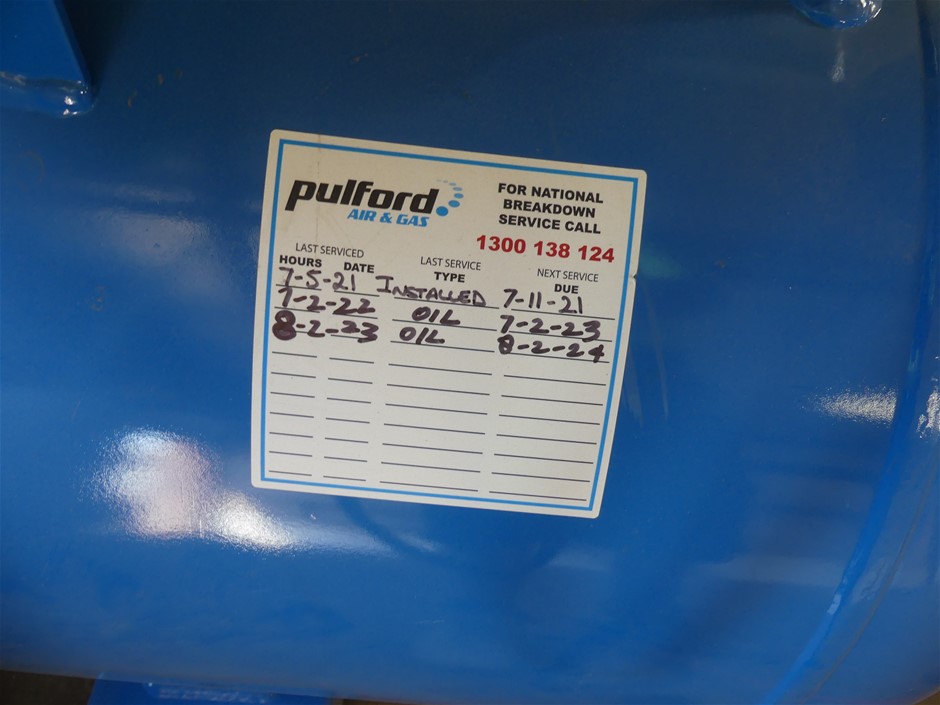 pulford
AIR & GAS
FOR NATIONAL
BREAKDOWN
SERVICE CALL
1300 138 124
LAST SERVICED
HOURS DATE
LAST SERVICE
TYPE
NEXT SERVICE
DUE
7-5-21 INSTALLED 7-11-21
7-2-22 OIL 7-2-23
8-2-23 OIL 8-2-24